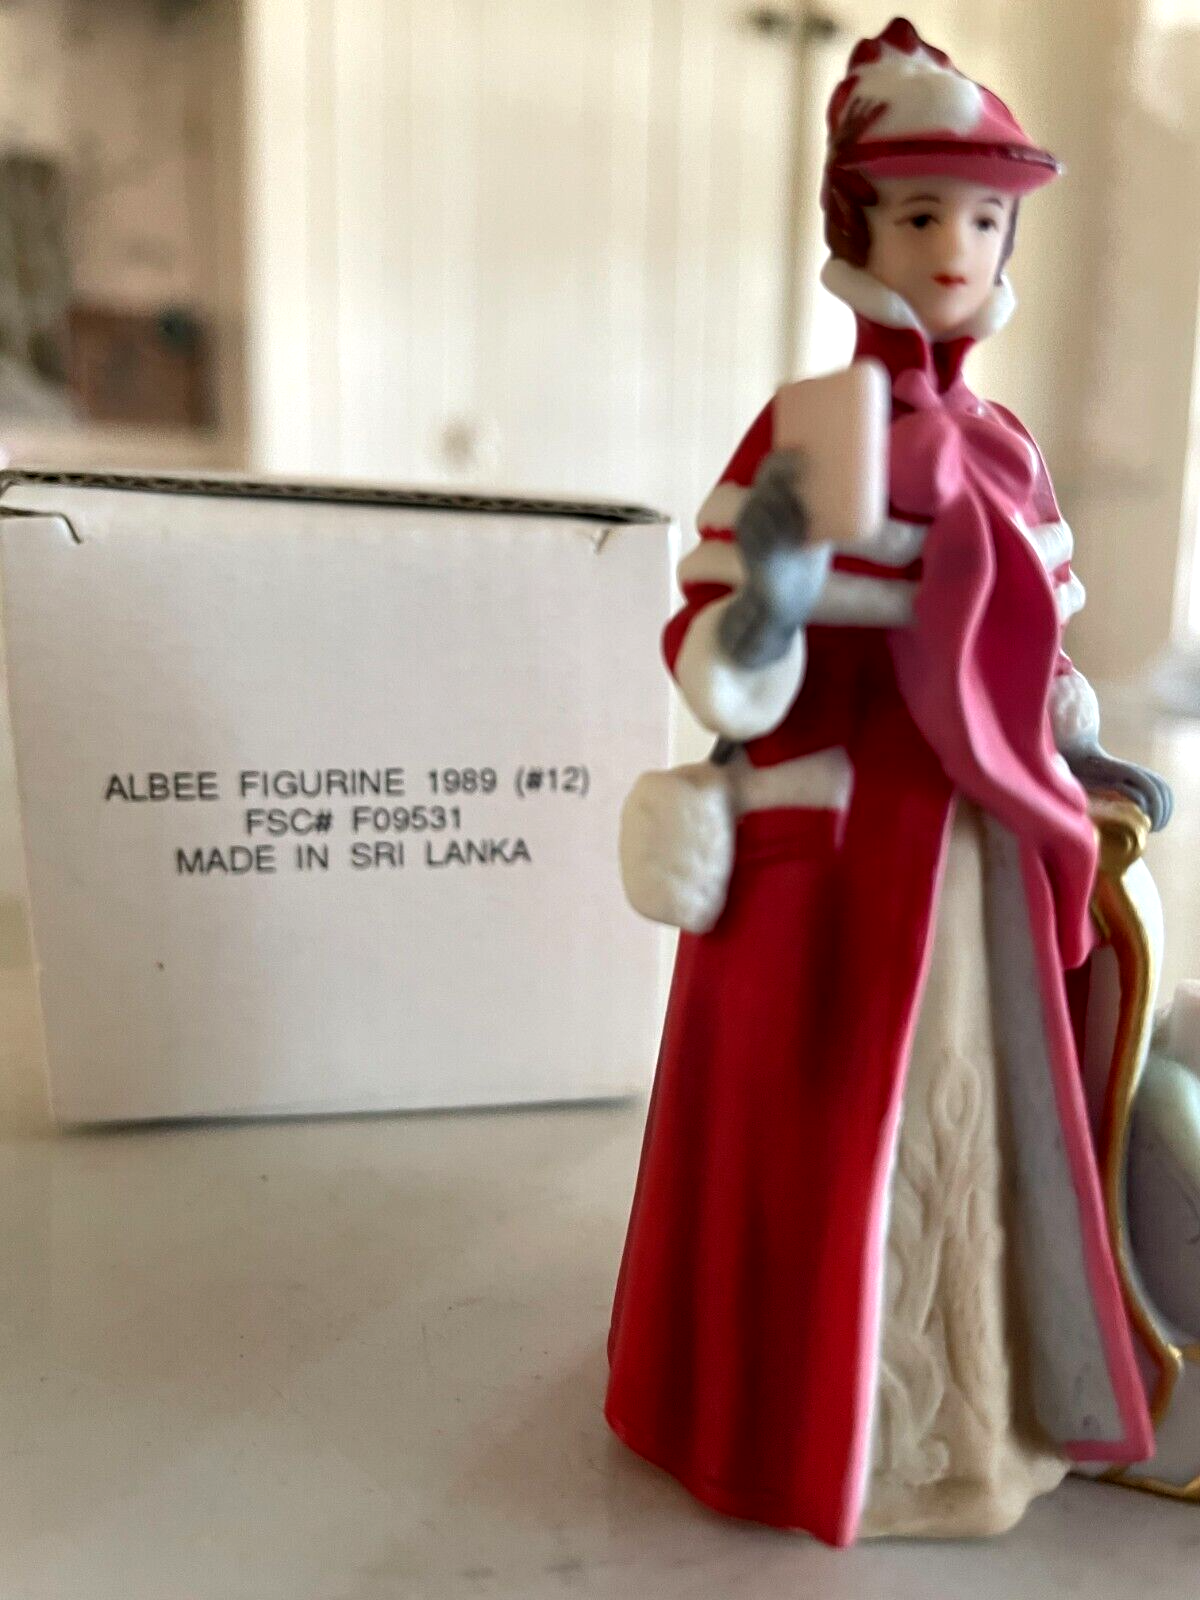 ALBEE FIGURINE 1989 (#12)
FSC# F09531
MADE IN SRI LANKA